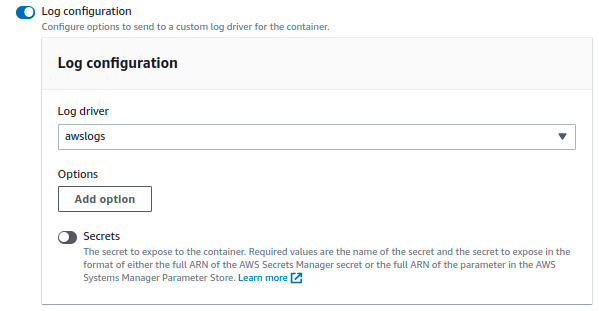 Log configuration
Configure options to send to a custom log driver for the container.
Log configuration
Log driver
awslogs
Options
Add option
Secrets
The secret to expose to the container. Required values are the name of the secret and the secret to expose in the
format of either the full ARN of the AWS Secrets Manager secret or the full ARN of the parameter in the AWS
Systems Manager Parameter Store. Learn more